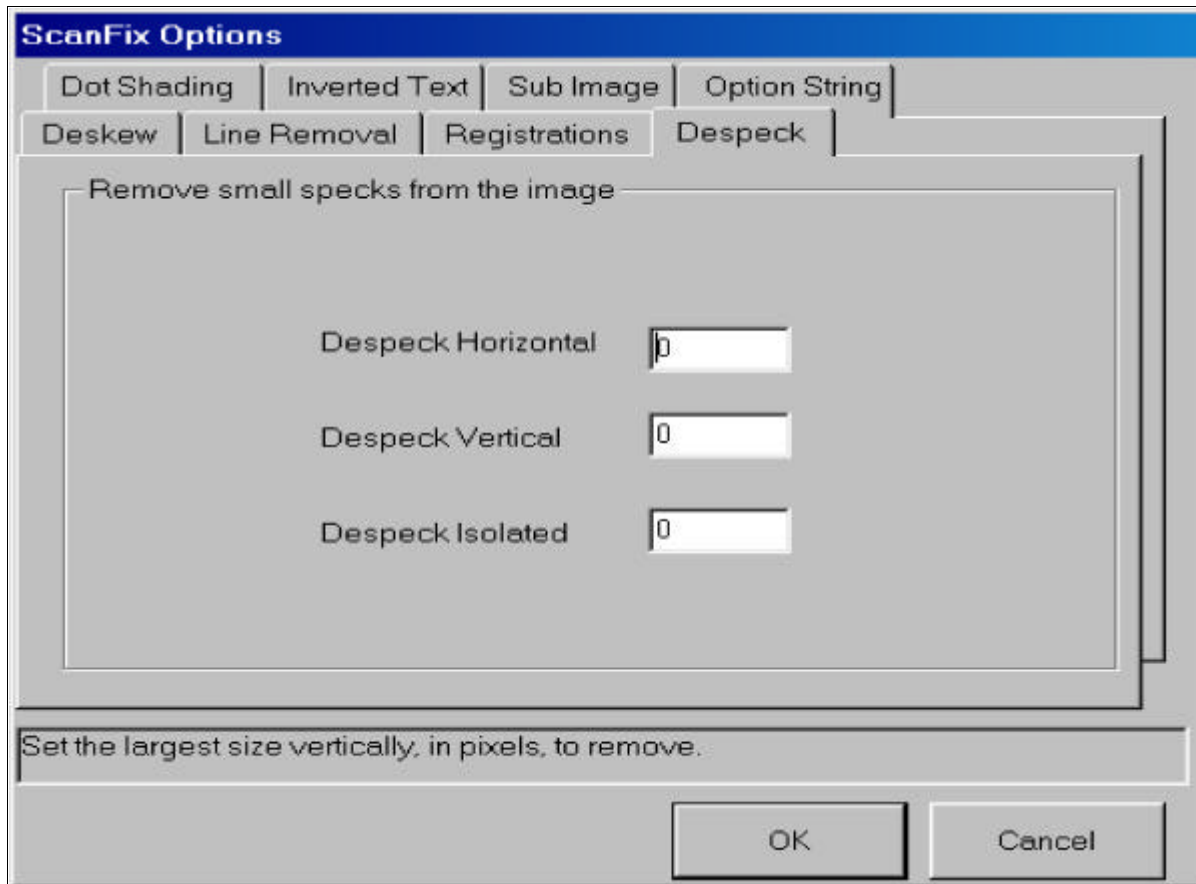 ScanFix Options
Dot Shading Inverted Text Sub Image Option String
Deskew Line Removal Registrations Despeck
Remove small specks from the image
Despeck Horizontal 0
Despeck Vertical 0
Despeck Isolated 0
Set the largest size vertically, in pixels, to remove.
OK Cancel